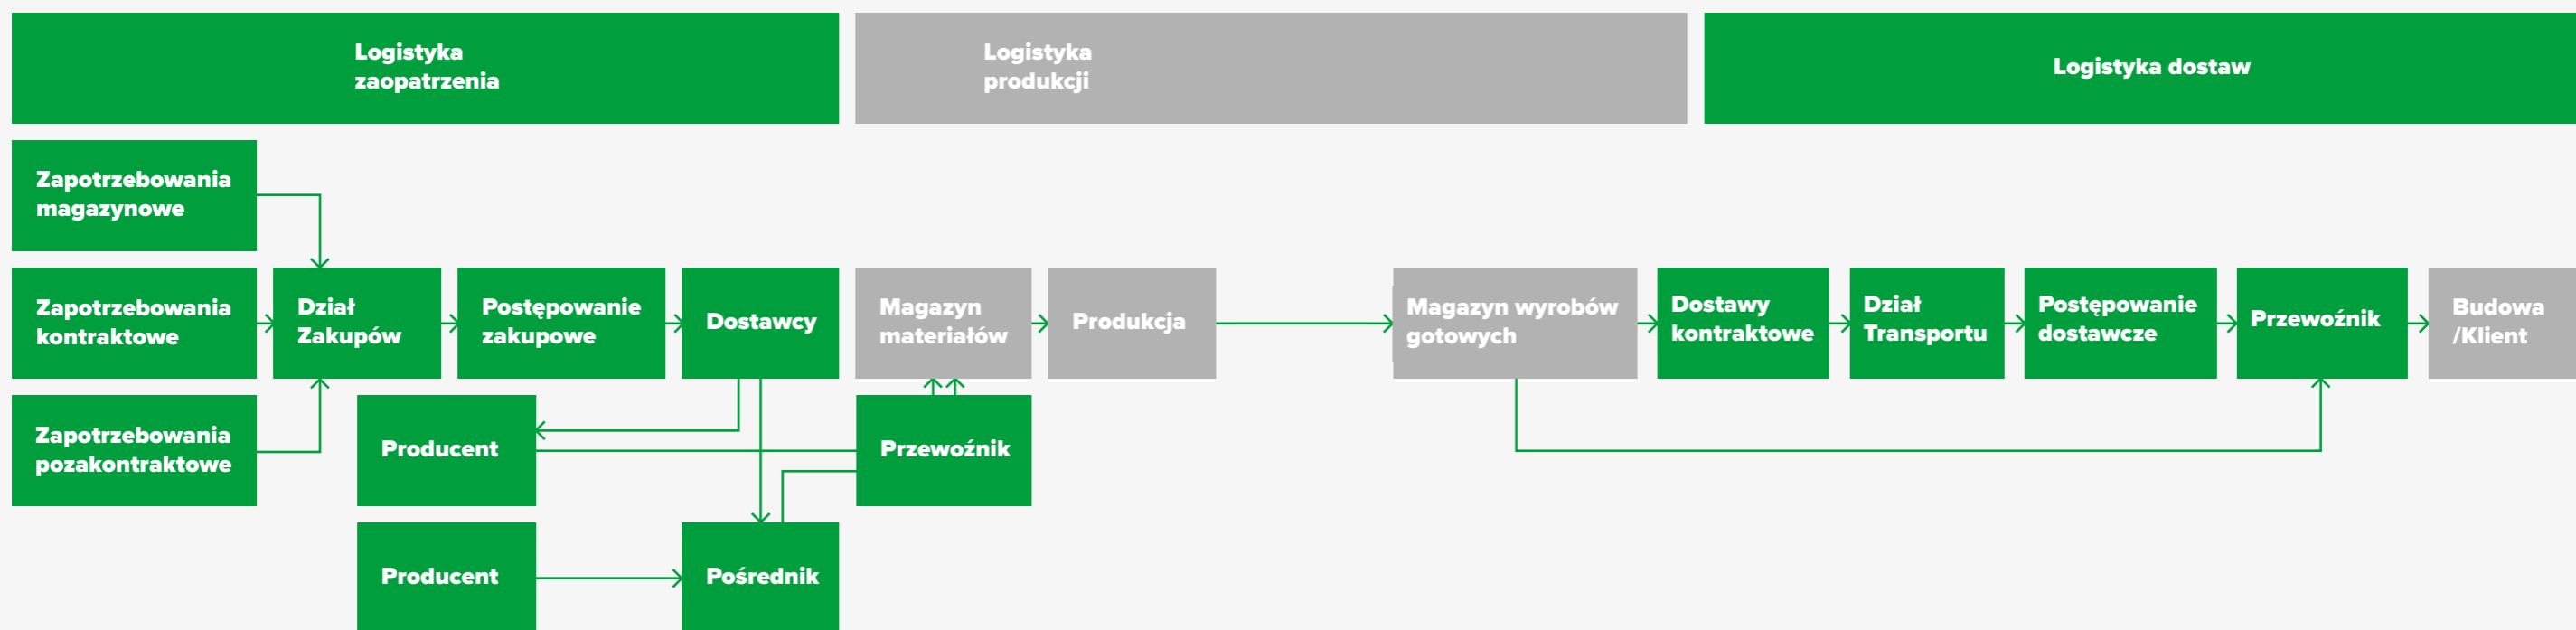 Logistyka
zaopatrzenia
Logistyka
produkcji
Logistyka dostaw
Zapotrzebowania
magazynowe
Zapotrzebowania
kontraktowe
Dział
Zakupów
Postępowanie
zakupowe
Dostawcy
Magazyn
materiałów
Produkcja
Magazyn wyrobów
gotowych
Dostawy
kontraktowe
Dział
Transportu
Postępowanie
dostawcze
Przewoźnik
Budowa
/Klient
Zapotrzebowania
pozakontraktowe
Producent
Przewoźnik
Producent
Pośrednik